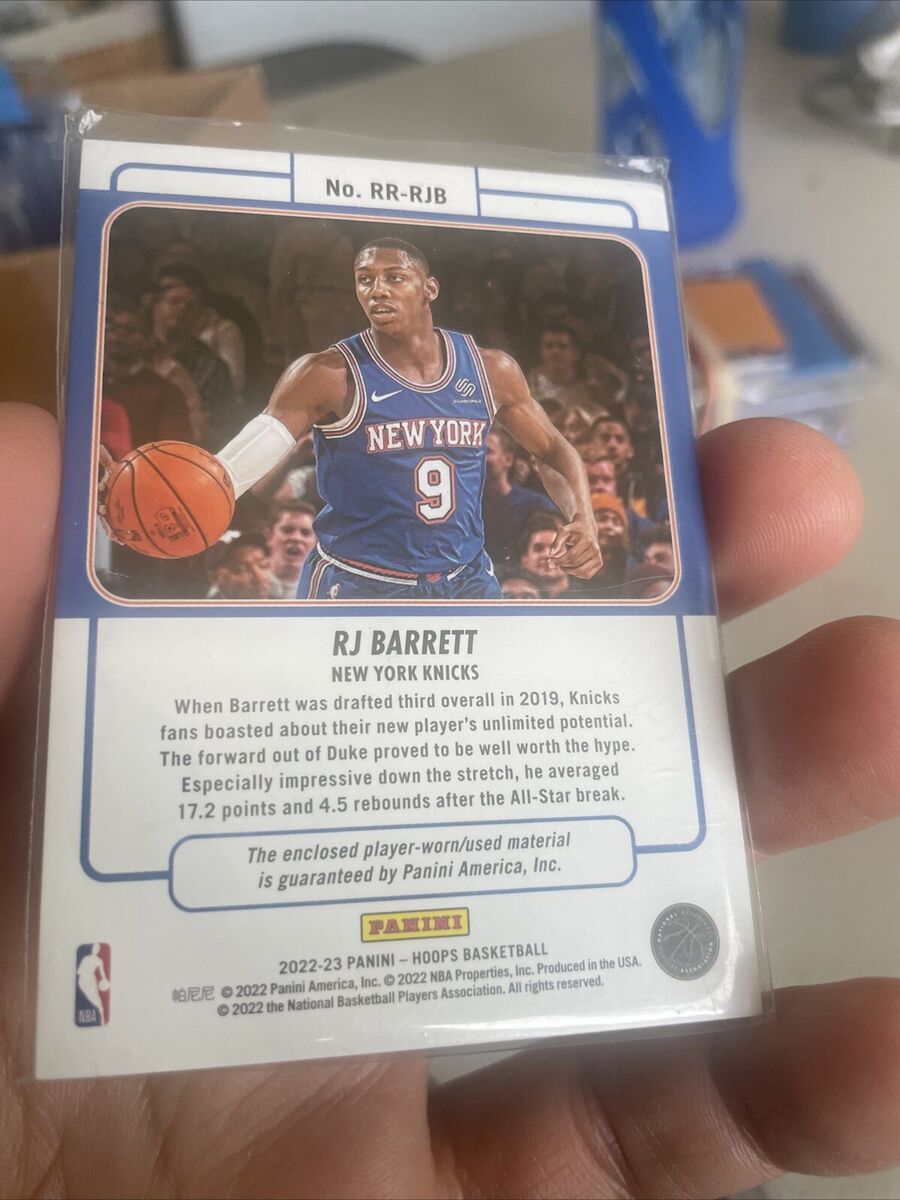 No. RR-RJB
SQUARESPACE
NEW YORK
9
RJ BARRETT
NEW YORK KNICKS
When Barrett was drafted third overall in 2019, Knicks
fans boasted about their new player's unlimited potential.
The forward out of Duke proved to be well worth the hype.
Especially impressive down the stretch, he averaged
17.2 points and 4.5 rebounds after the All-Star break.
The enclosed player-worn/used material
is guaranteed by Panini America, Inc.
PANINI
2022-23 PANINI – HOOPS BASKETBALL
帕尼尼 © 2022 Panini America, Inc. © 2022 NBA Properties, Inc. Produced in the USA.
© 2022 the National Basketball Players Association. All rights reserved.
NBA